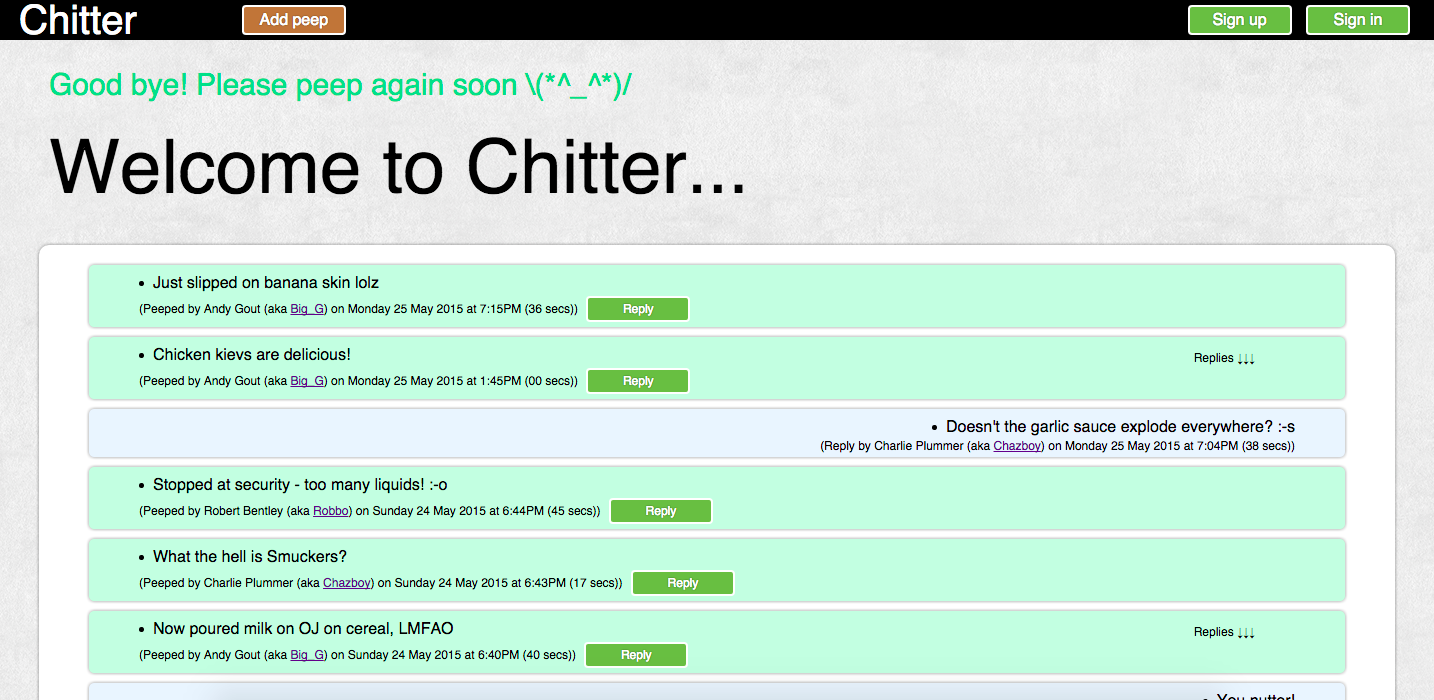 Chitter Add peep Sign up Sign in
Good bye! Please peep again soon \(*^_^*)/
Welcome to Chitter...
• Just slipped on banana skin lolz
(Peeped by Andy Gout (aka Big_G) on Monday 25 May 2015 at 7:15PM (36 secs)) Reply
• Chicken kievs are delicious! Replies ↓↓↓
(Peeped by Andy Gout (aka Big_G) on Monday 25 May 2015 at 1:45PM (00 secs)) Reply
• Doesn't the garlic sauce explode everywhere? :-s
(Reply by Charlie Plummer (aka Chazboy) on Monday 25 May 2015 at 7:04PM (38 secs))
• Stopped at security - too many liquids! :-o
(Peeped by Robert Bentley (aka Robbo) on Sunday 24 May 2015 at 6:44PM (45 secs)) Reply
• What the hell is Smuckers?
(Peeped by Charlie Plummer (aka Chazboy) on Sunday 24 May 2015 at 6:43PM (17 secs)) Reply
• Now poured milk on OJ on cereal, LMFAO Replies ↓↓↓
(Peeped by Andy Gout (aka Big_G) on Sunday 24 May 2015 at 6:40PM (40 secs)) Reply
• You nutter!